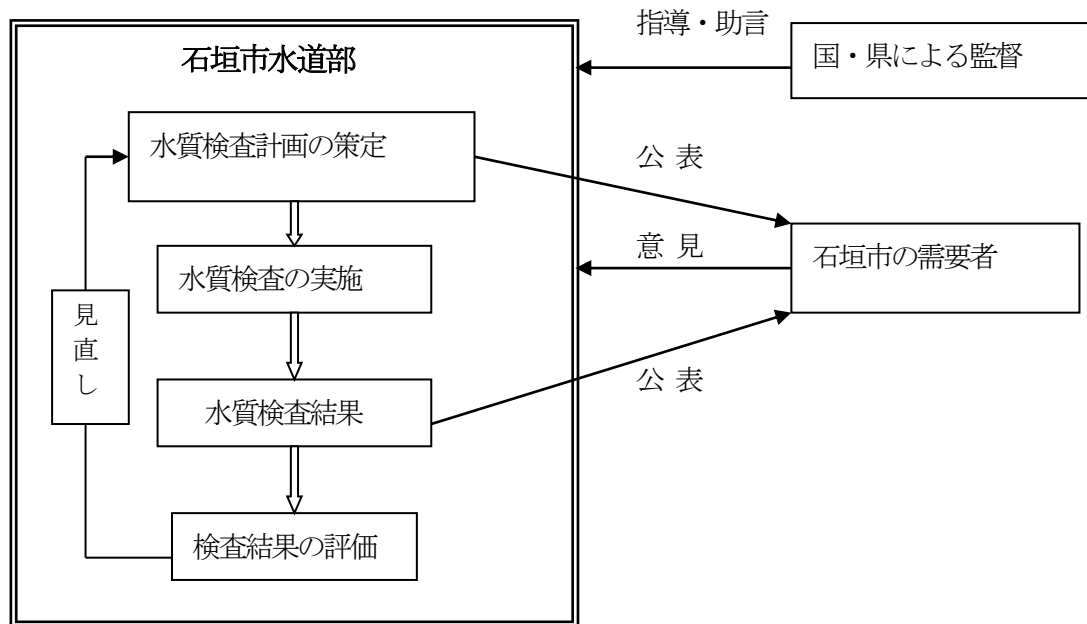 指導・助言
石垣市水道部
国・県による監督
水質検査計画の策定
公 表
意 見
石垣市の需要者
水質検査の実施
見直し
公 表
水質検査結果
検査結果の評価